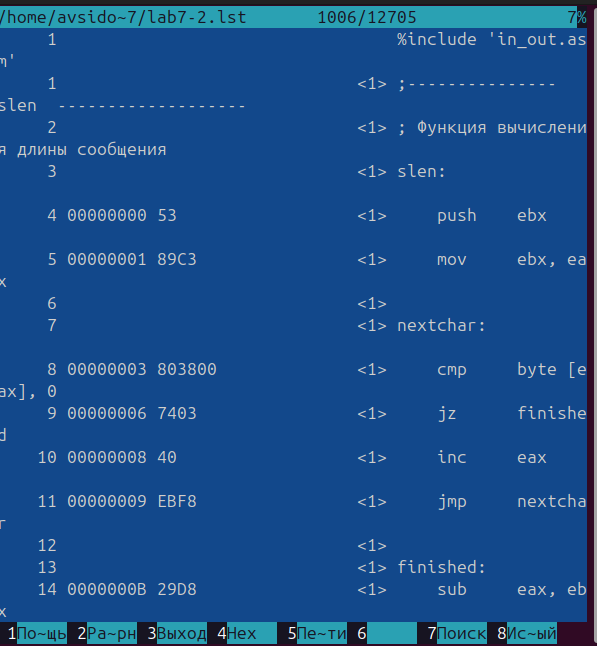 /home/avsido~7/lab7-2.lst 1006/12705 7%
1 %include 'in_out.as
m'
1 <1> ;---------------
slen -------------------
2 <1> ; Функция вычислени
я длины сообщения
3 <1> slen:
4 00000000 53 <1> push ebx
5 00000001 89C3 <1> mov ebx, ea
x
6 <1>
7 <1> nextchar:
8 00000003 803800 <1> cmp byte [e
ax], 0
9 00000006 7403 <1> jz finishe
d
10 00000008 40 <1> inc eax
11 00000009 EBF8 <1> jmp nextcha
r
12 <1>
13 <1> finished:
14 0000000B 29D8 <1> sub eax, eb
x
1По~щь 2Ра~рн 3Выход 4Hex 5Пе~ти 6 7Поиск 8Ис~ый